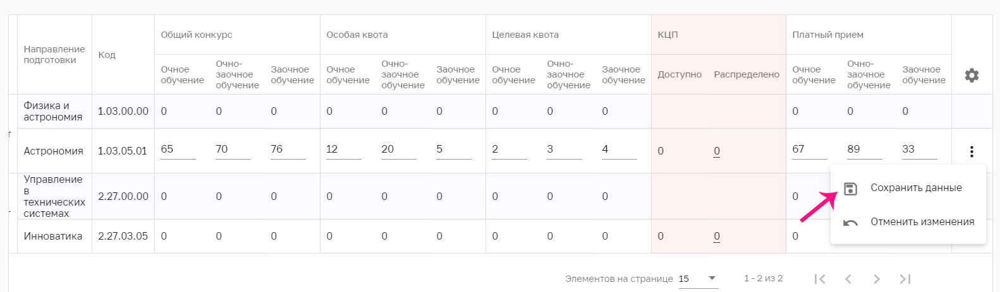 Общий конкурс Особая квота Целевая квота КЦП Платный прием
Направление
подготовки
Код
Очное
обучение
Очно-
заочное
обучение
Заочное
обучение
Очное
обучение
Очно-
заочное
обучение
Заочное
обучение
Очное
обучение
Очно-
заочное
обучение
Заочное
обучение
Доступно Распределено
Очное
обучение
Очно-
заочное
обучение
Заочное
обучение
Физика и
астрономия
1.03.00.00 0 0 0 0 0 0 0 0 0 0 0 0
т
Астрономия 1.03.05.01 65 70 76 12 20 5 2 3 4 0 0 67 89 33
Управление
в
технических
системах
2.27.00.00 0 0 0 0 0 0 0 0 0 0
Сохранить данные
т
Отменить изменения
Инноватика 2.27.03.05 0 0 0 0 0 0 0 0 0 0 0 0
Элементов на странице 15 1 - 2 из 2